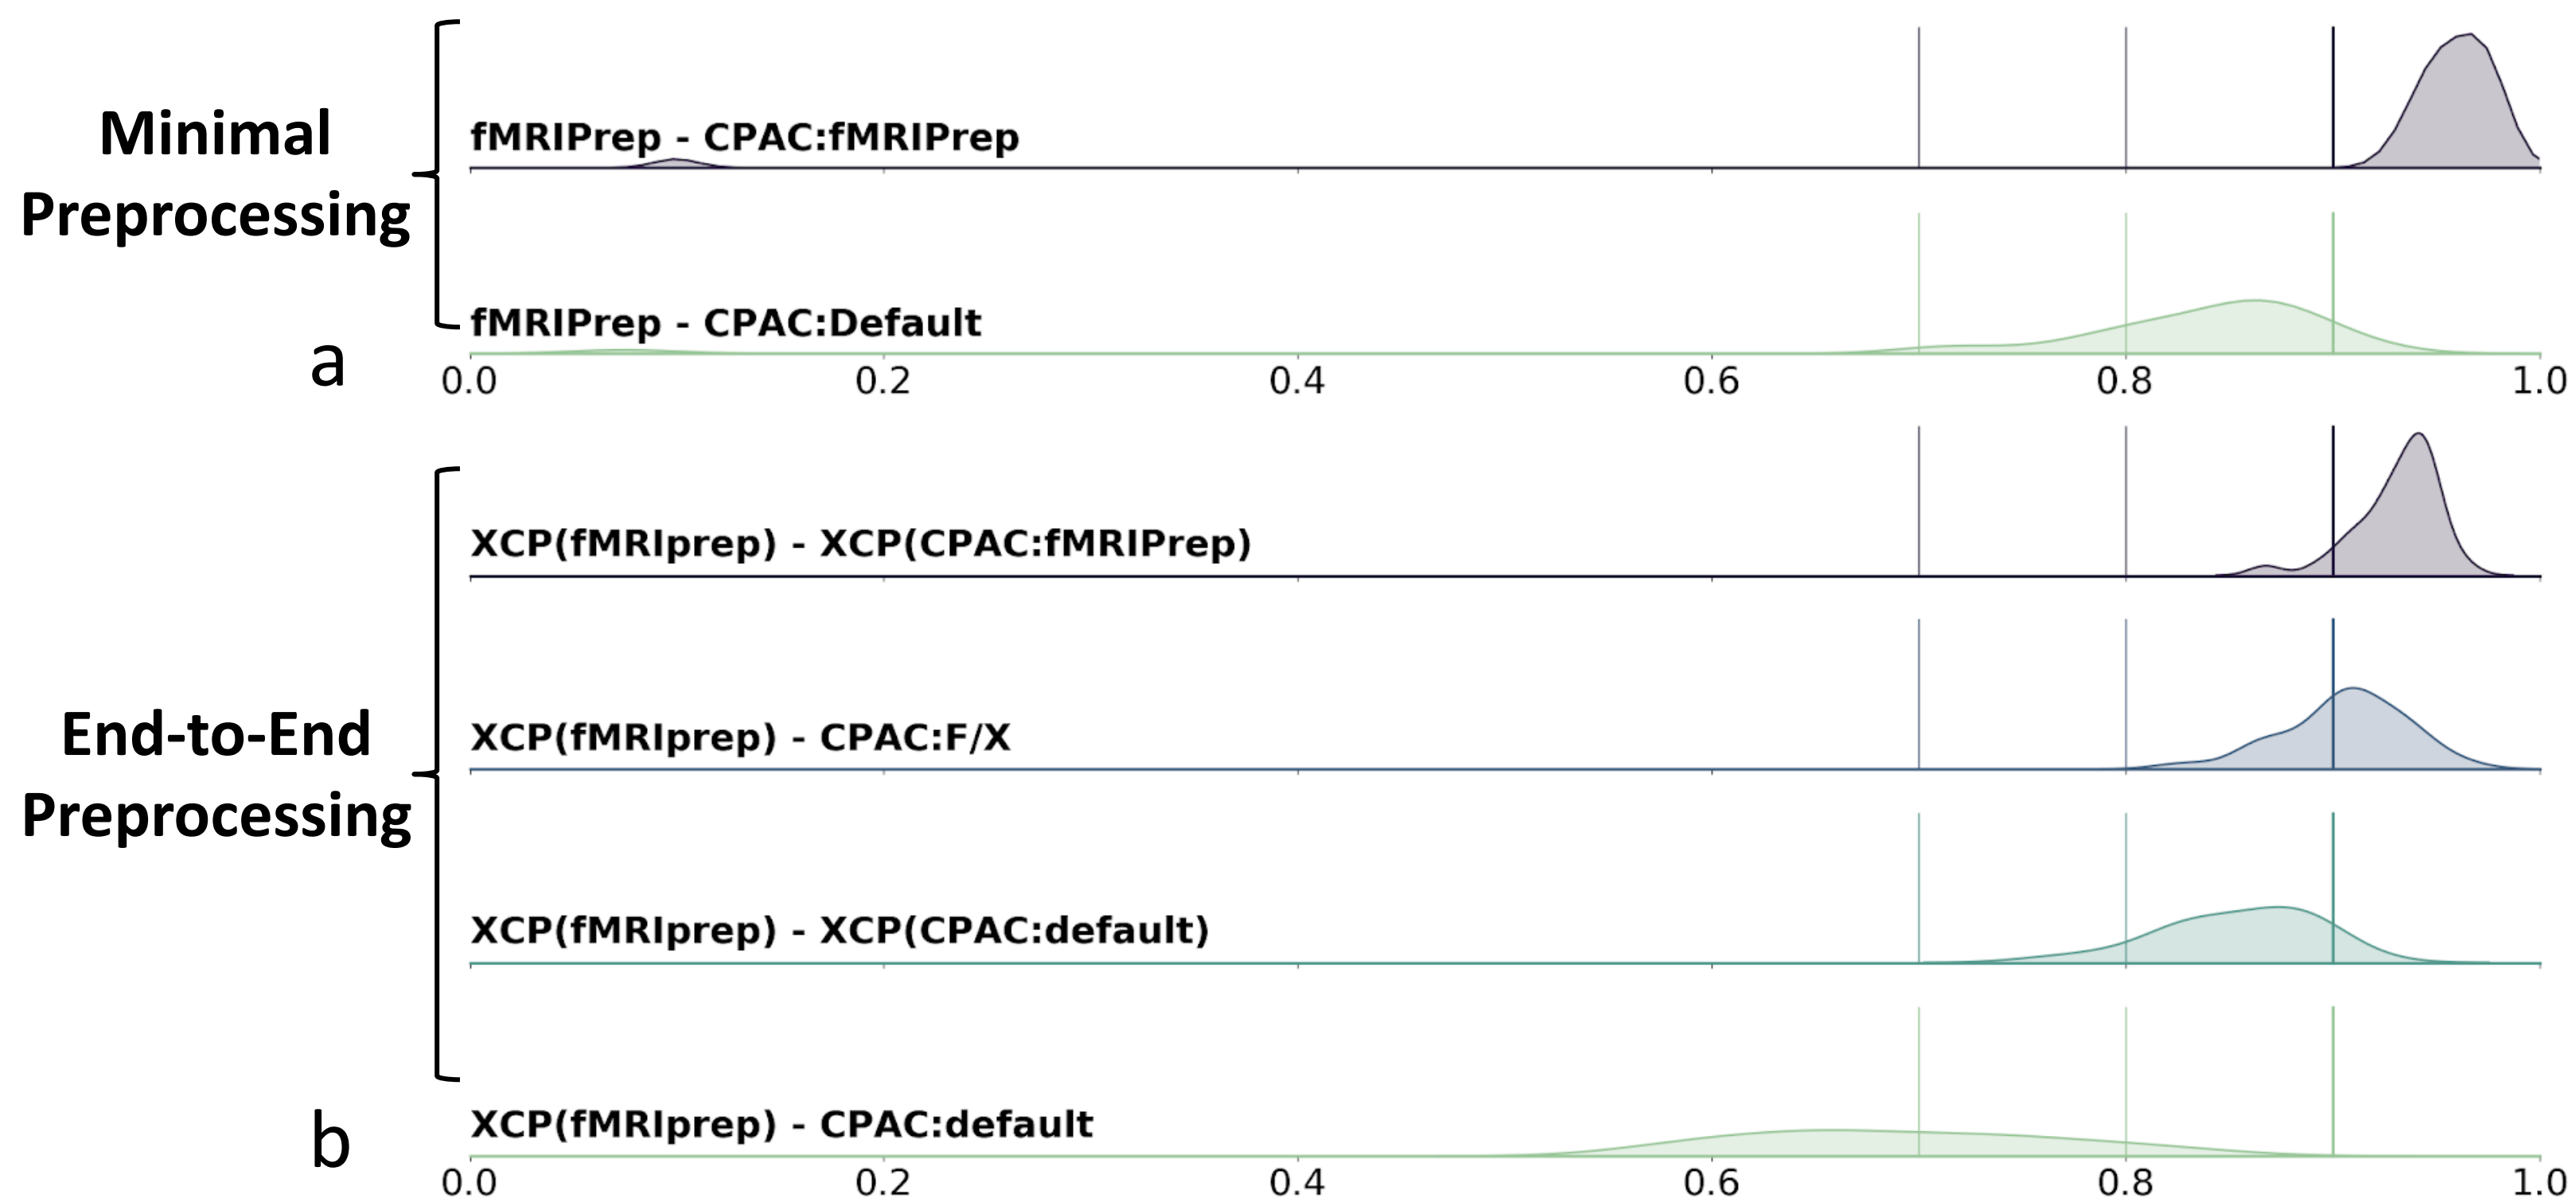 Minimal
Preprocessing
fMRIPrep - CPAC:fMRIPrep
fMRIPrep - CPAC:Default
a
0.0 0.2 0.4 0.6 0.8 1.0
End-to-End
Preprocessing
XCP(fMRIprep) - XCP(CPAC:fMRIPrep)
XCP(fMRIprep) - CPAC:F/X
XCP(fMRIprep) - XCP(CPAC:default)
XCP(fMRIprep) - CPAC:default
b
0.0 0.2 0.4 0.6 0.8 1.0